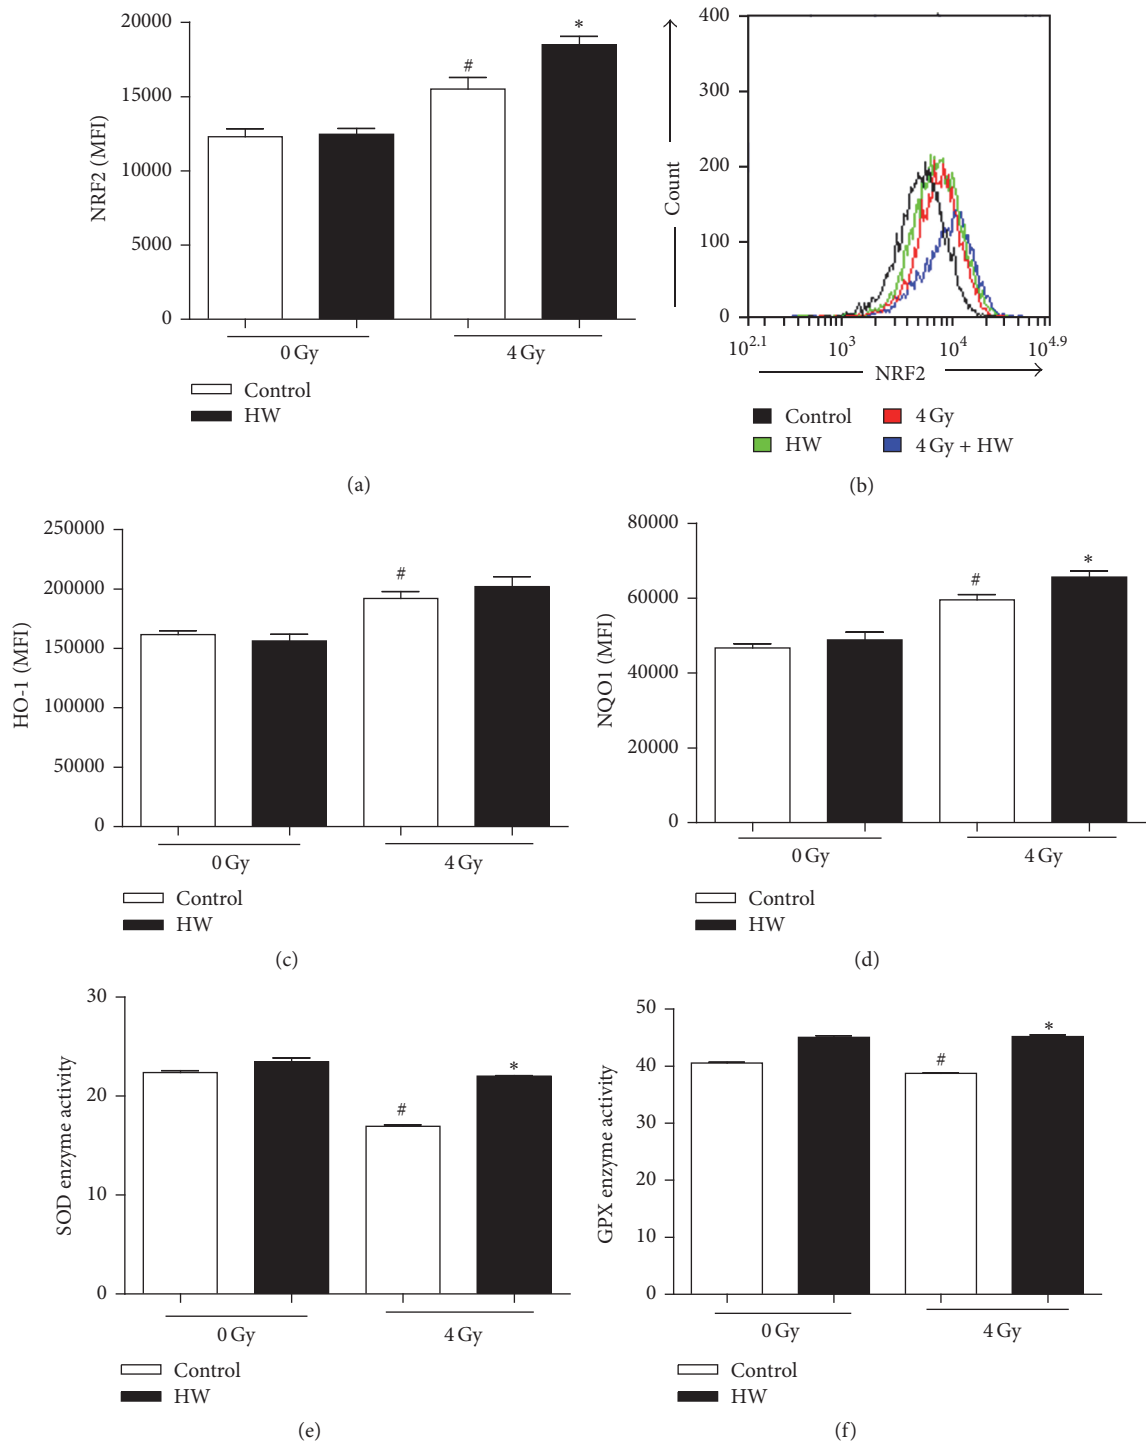 20000
15000
10000
5000
0
NRF2 (MFI)
#
*
0 Gy
4 Gy
Control
HW
(a)
400
300
200
100
0
Count
10^2.1
10^3
10^4
10^4.9
NRF2
Control
4 Gy
HW
4 Gy + HW
(b)
250000
200000
150000
100000
50000
0
HO-1 (MFI)
#
0 Gy
4 Gy
Control
HW
(c)
80000
60000
40000
20000
0
NQO1 (MFI)
#
*
0 Gy
4 Gy
Control
HW
(d)
30
20
10
0
SOD enzyme activity
#
*
0 Gy
4 Gy
Control
HW
(e)
50
40
30
20
10
0
GPX enzyme activity
#
*
0 Gy
4 Gy
Control
HW
(f)